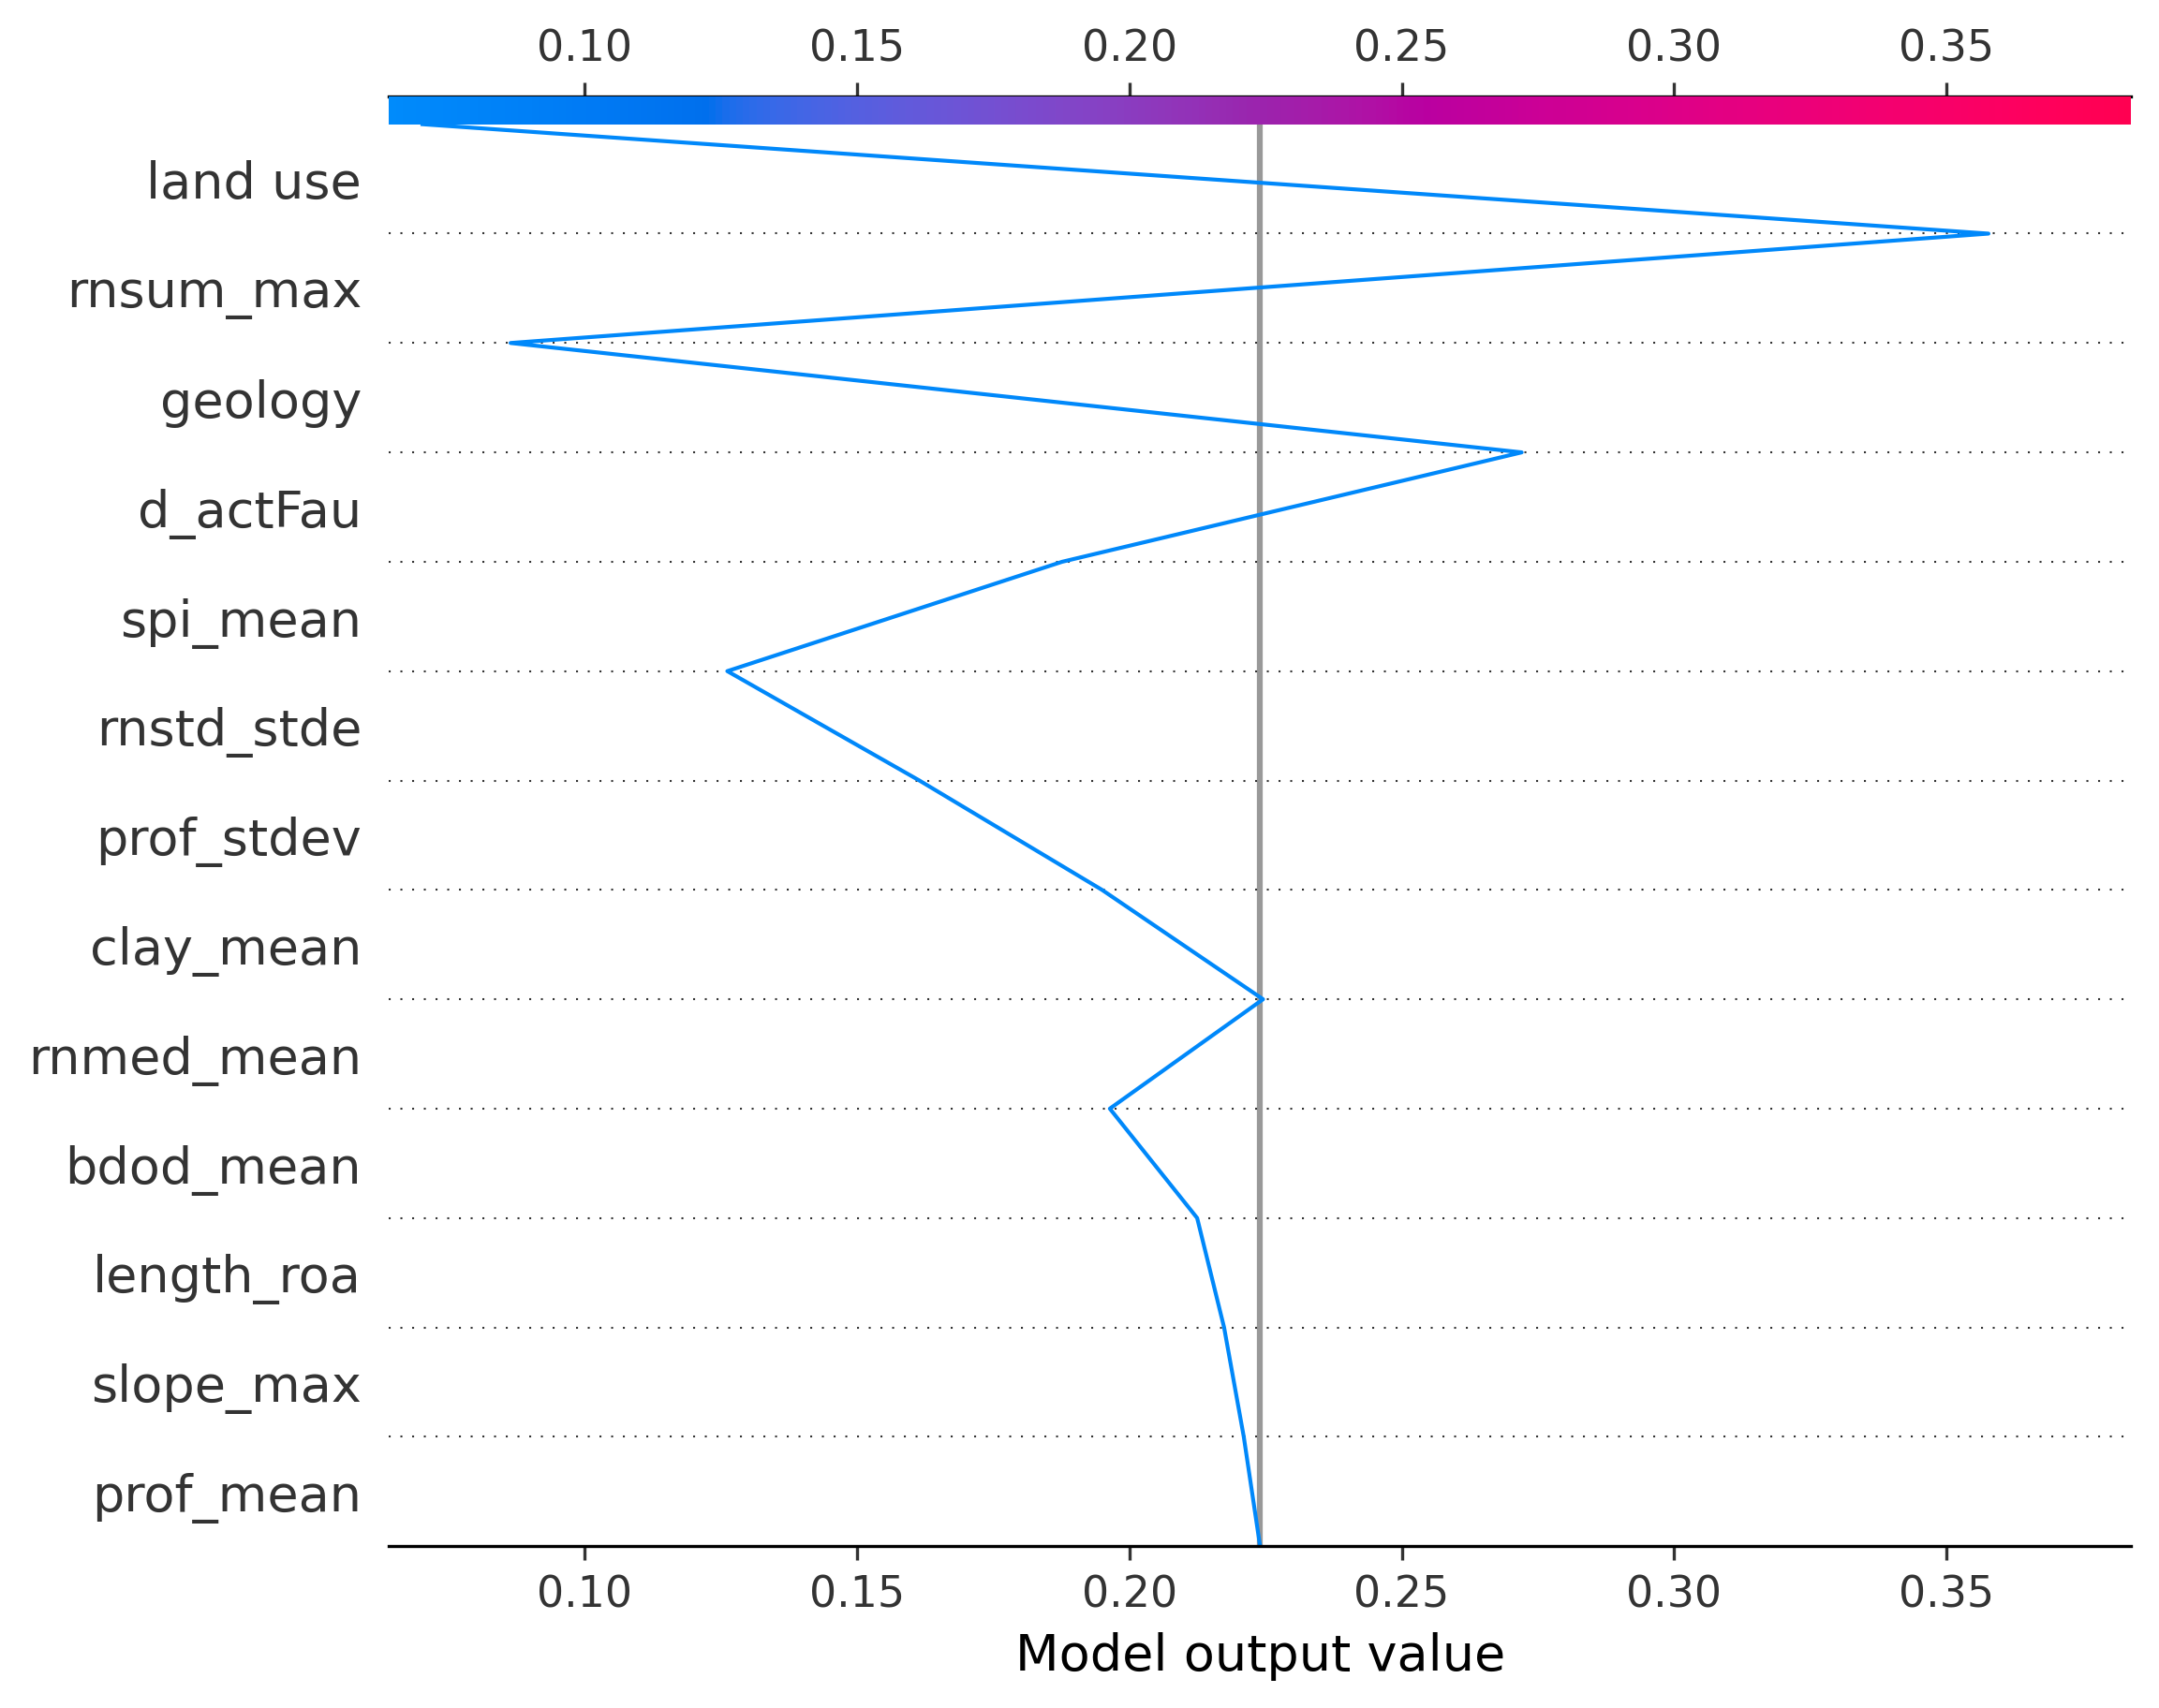 0.10 0.15 0.20 0.25 0.30 0.35
land use
rnsum_max
geology
d_actFau
spi_mean
rnstd_stde
prof_stdev
clay_mean
rnmed_mean
bdod_mean
length_roa
slope_max
prof_mean
0.10 0.15 0.20 0.25 0.30 0.35
Model output value